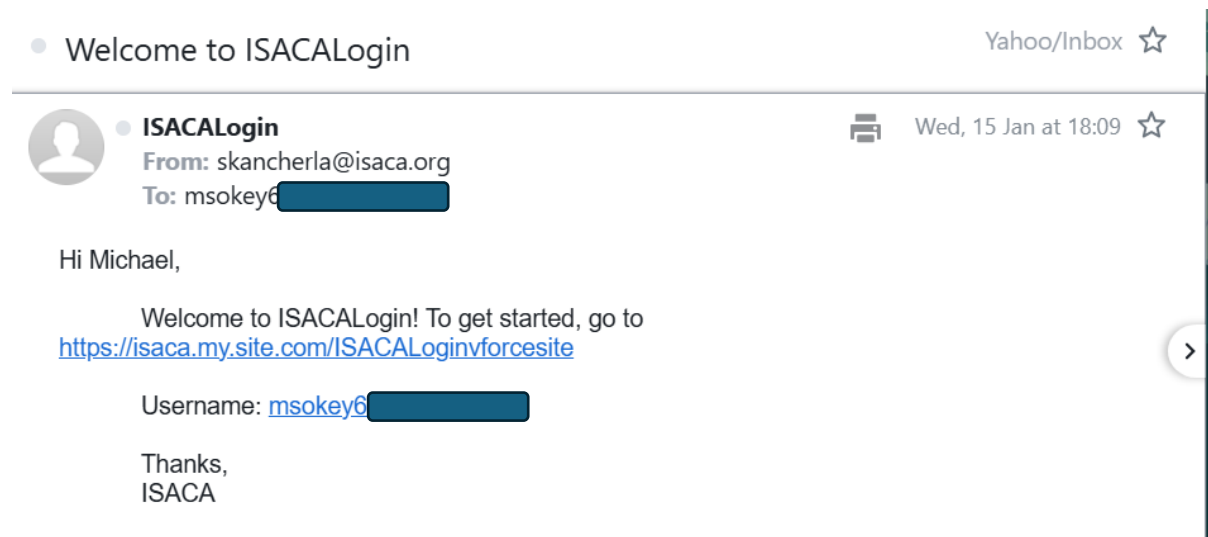 Welcome to ISACALogin
Yahoo/Inbox
ISACALogin
Wed, 15 Jan at 18:09
From: skancherla@isaca.org
To: msokey6
Hi Michael,
Welcome to ISACALogin! To get started, go to
https://isaca.my.site.com/ISACALoginvforcesite
Username: msokey6
Thanks,
ISACA